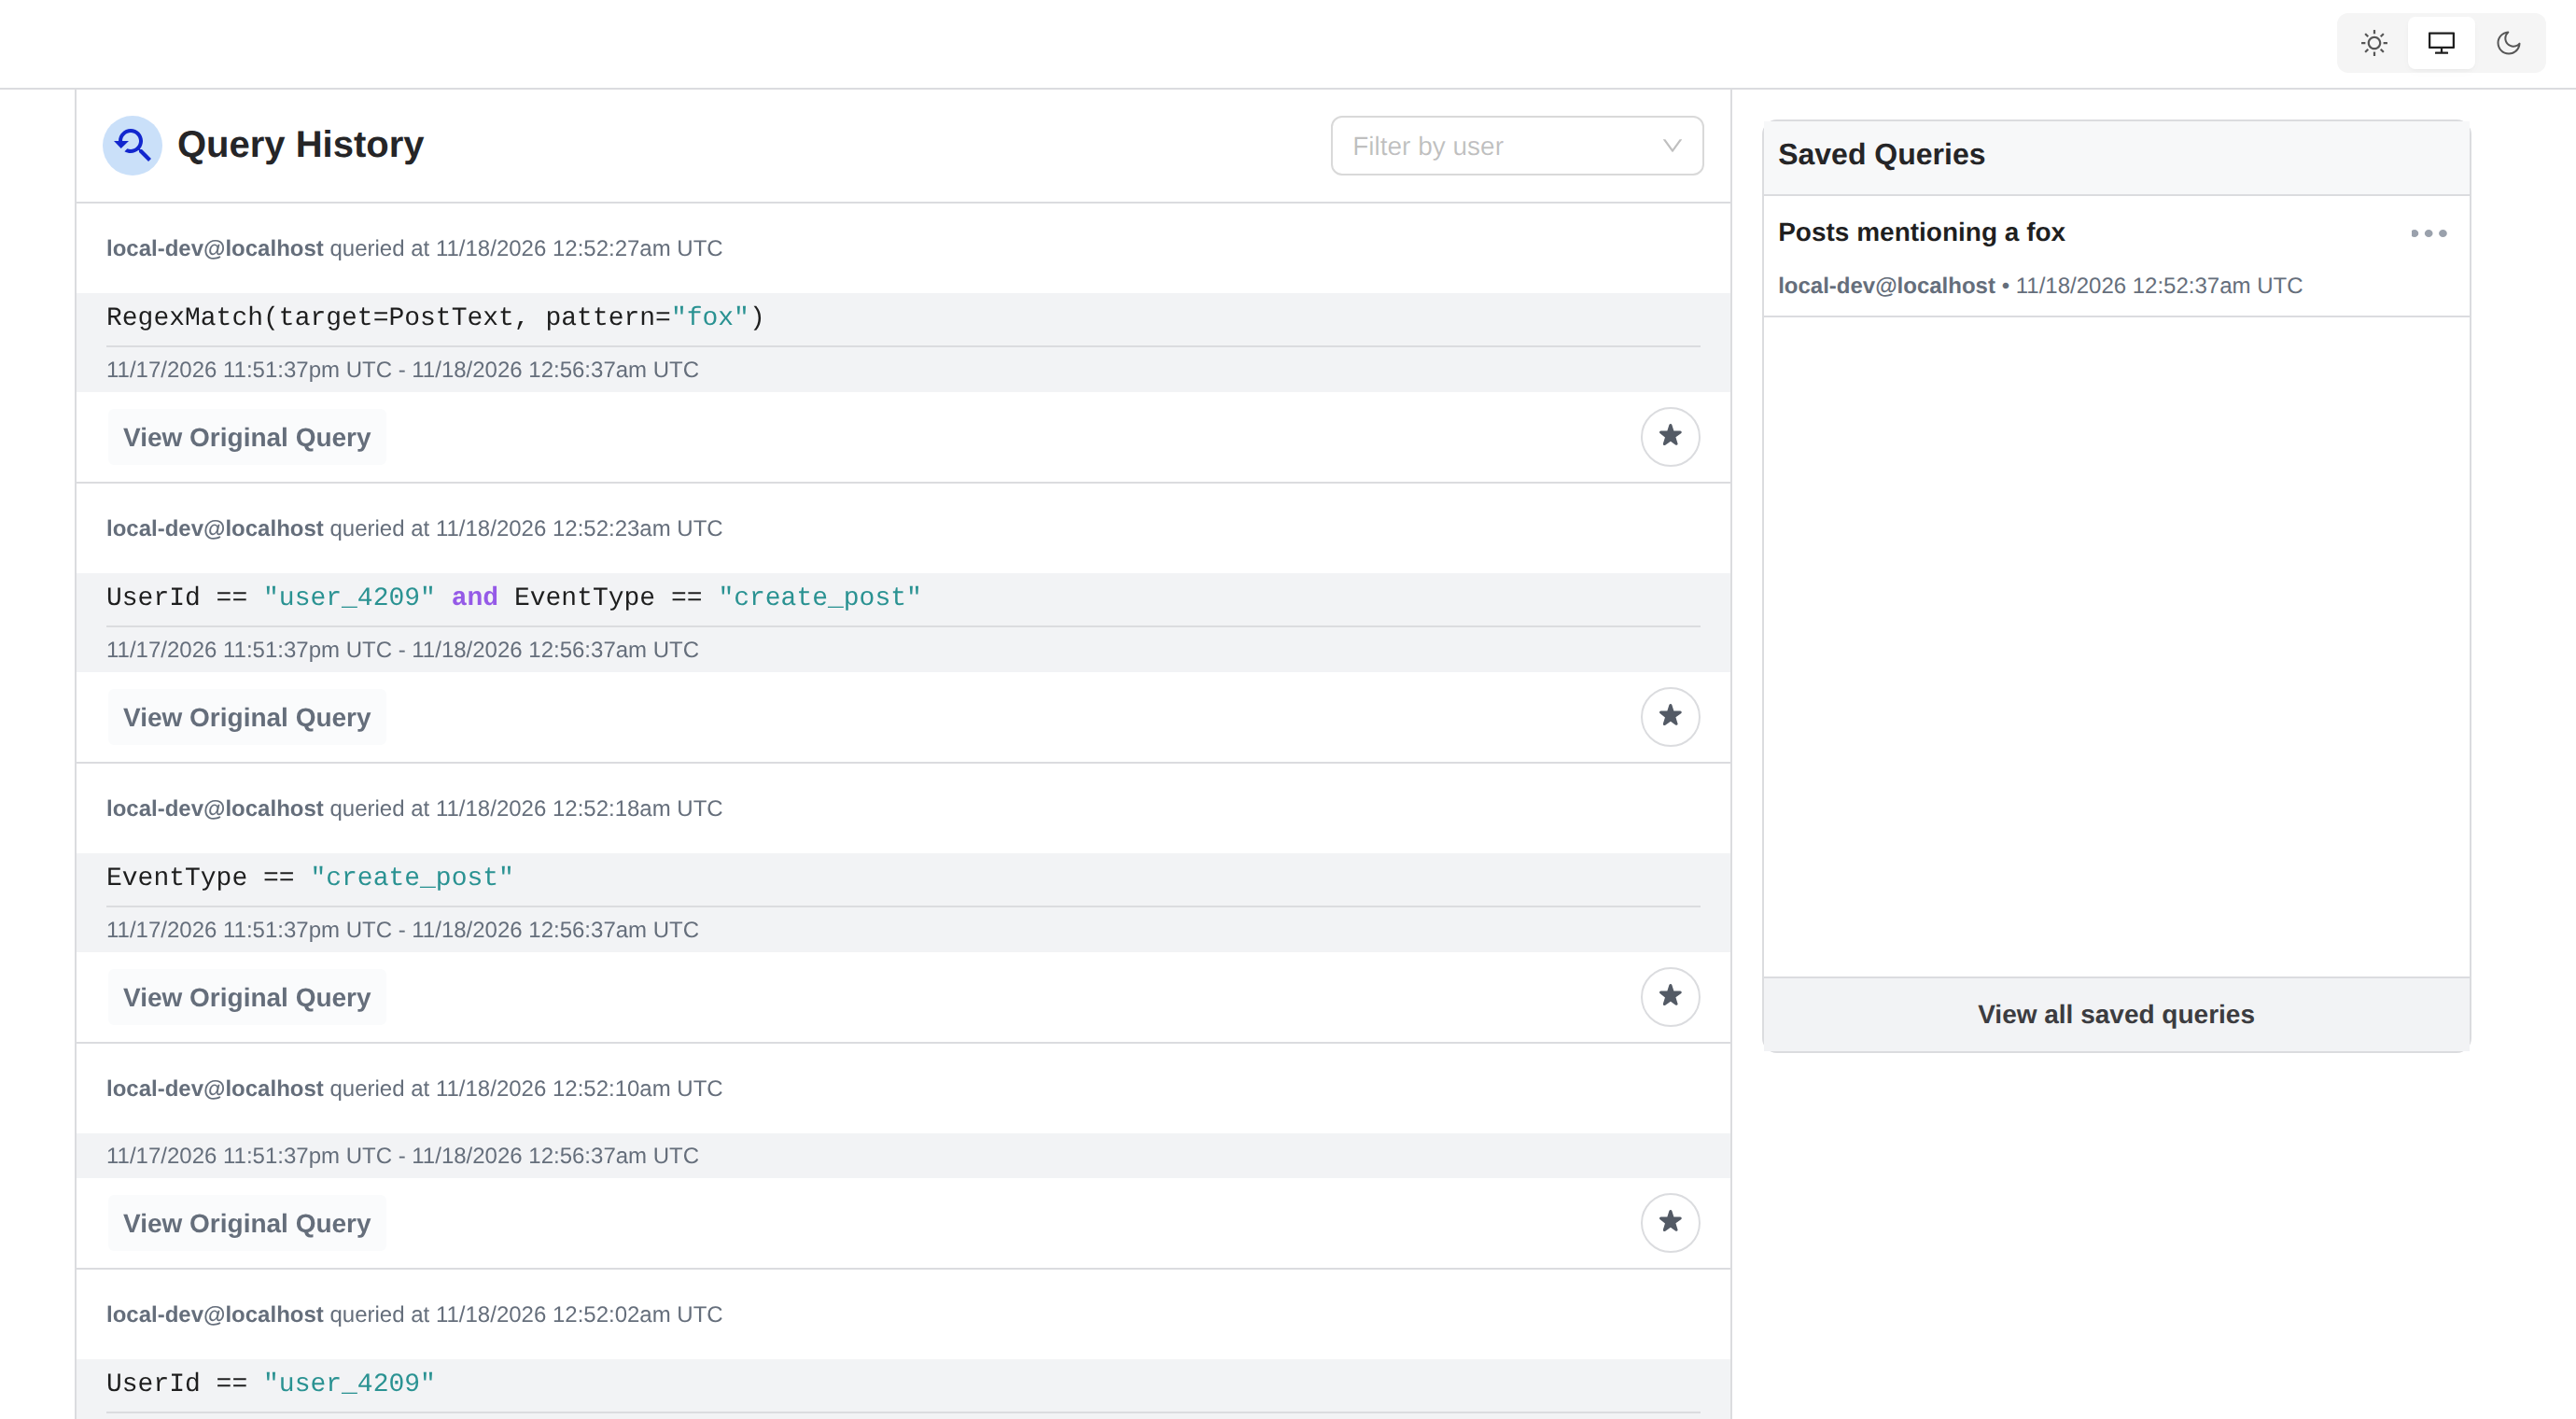 Query History
Filter by user
local-dev@localhost queried at 11/18/2026 12:52:27am UTC
RegexMatch(target=PostText, pattern="fox")
11/17/2026 11:51:37pm UTC - 11/18/2026 12:56:37am UTC
View Original Query
local-dev@localhost queried at 11/18/2026 12:52:23am UTC
UserId == "user_4209" and EventType == "create_post"
11/17/2026 11:51:37pm UTC - 11/18/2026 12:56:37am UTC
View Original Query
local-dev@localhost queried at 11/18/2026 12:52:18am UTC
EventType == "create_post"
11/17/2026 11:51:37pm UTC - 11/18/2026 12:56:37am UTC
View Original Query
local-dev@localhost queried at 11/18/2026 12:52:10am UTC
11/17/2026 11:51:37pm UTC - 11/18/2026 12:56:37am UTC
View Original Query
local-dev@localhost queried at 11/18/2026 12:52:02am UTC
UserId == "user_4209"
Saved Queries
Posts mentioning a fox
local-dev@localhost • 11/18/2026 12:52:37am UTC
View all saved queries